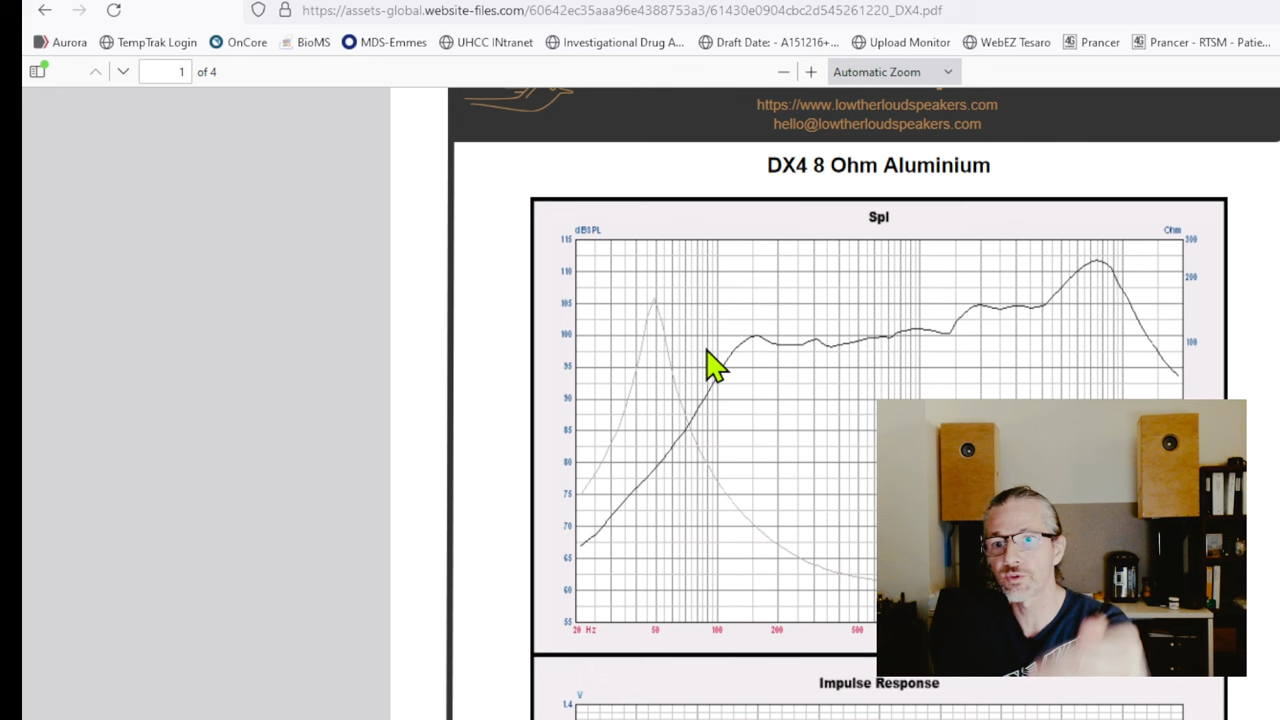 https://assets-global.website-files.com/60642ec35aaa96e4388753a3/61430e0904cbc2d545261220_DX4.pdf
Aurora TempTrak Login OnCore BioMS MDS-Emmes UHCC INtranet Investigational Drug A... Draft Date: - A151216+... Upload Monitor WebEZ Tesaro Prancer Prancer - RTSM - Patie...
1 of 4 Automatic Zoom
https://www.lowtherloudspeakers.com
hello@lowtherloudspeakers.com
DX4 8 Ohm Aluminium
Spl
dBSPL Ohm
115 300
110
200
105
100
100
95
90
85
80
75
70
65
60
55
20 Hz 50 100 200 500
Impulse Response
V
1.4